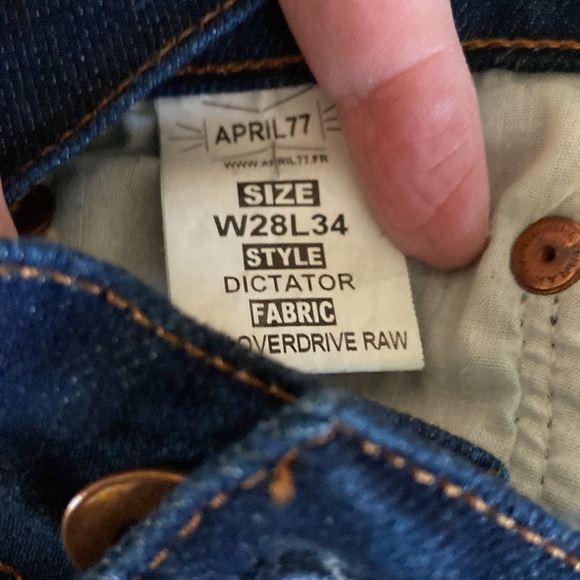 APRIL77
WWW.APRIL77.FR
SIZE
W28L34
STYLE
DICTATOR
FABRIC
OVERDRIVE RAW